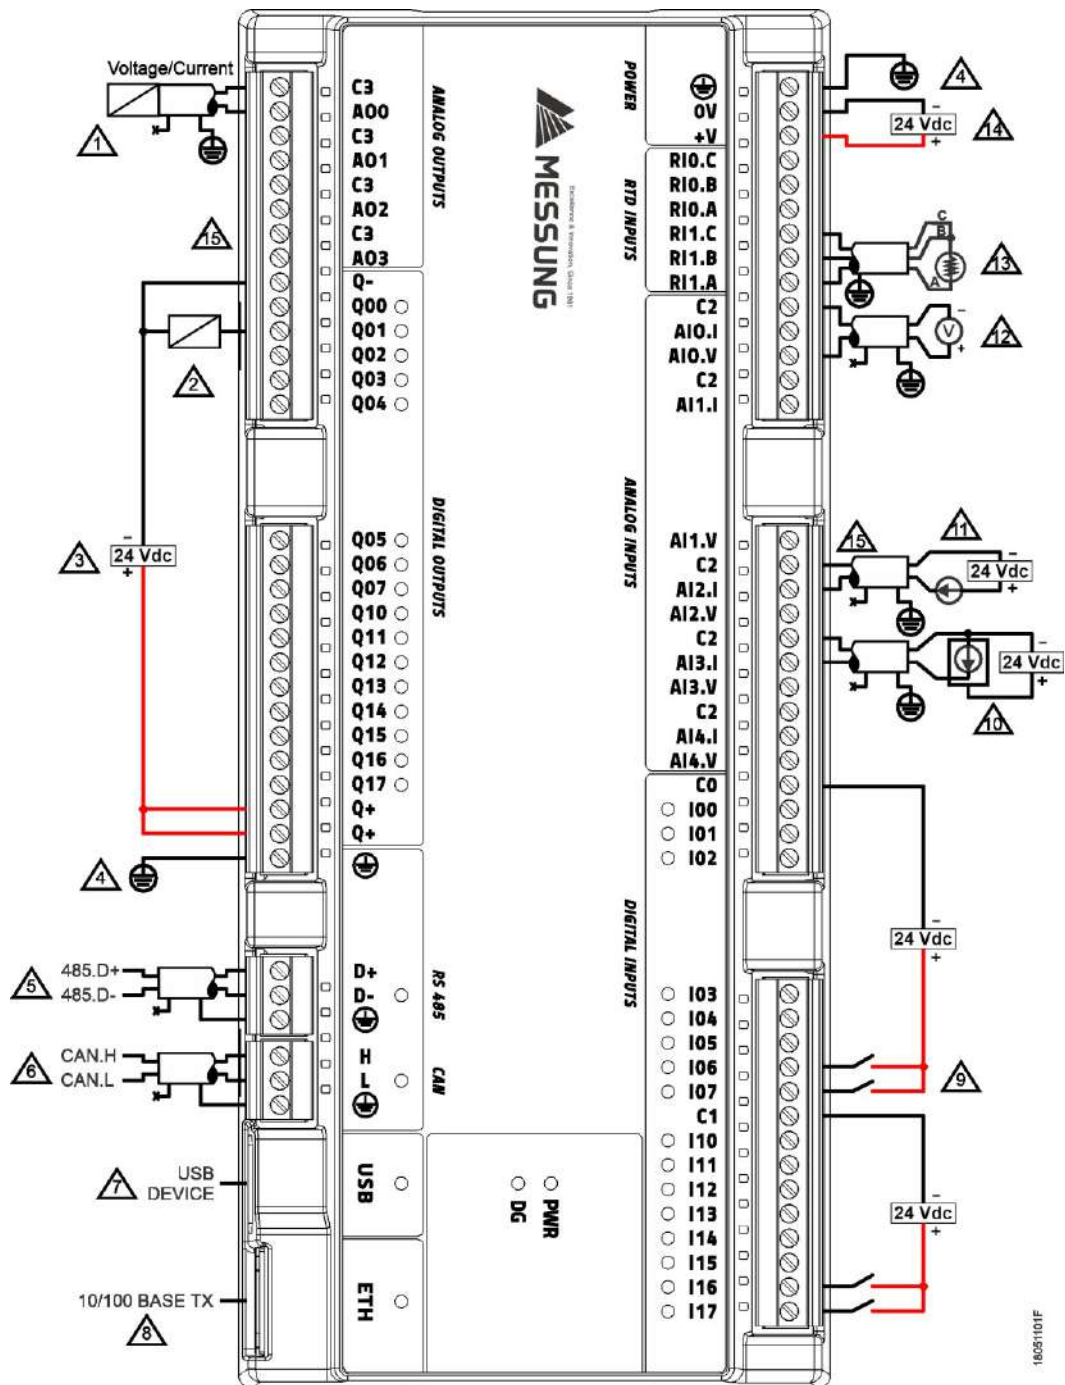 Voltage/Current
1
15
2
3
-
24 Vdc
+
4
5
485.D+
485.D-
6
CAN.H
CAN.L
7
USB
DEVICE
10/100 BASE TX
8
C3
AO0
C3
AO1
C3
AO2
C3
AO3
Q-
Q00
Q01
Q02
Q03
Q04
Q05
Q06
Q07
Q10
Q11
Q12
Q13
Q14
Q15
Q16
Q17
Q+
Q+
D+
D-
H
L
USB
ETH
ANALOG OUTPUTS
DIGITAL OUTPUTS
RS 485
CAN
MESSUNG
Excellence & Innovation, Since 1981
DG
PWR
POWER
RTD INPUTS
ANALOG INPUTS
DIGITAL INPUTS
0V
+V
RI0.C
RI0.B
RI0.A
RI1.C
RI1.B
RI1.A
C2
AI0.I
AI0.V
C2
AI1.I
AI1.V
C2
AI2.I
AI2.V
C2
AI3.I
AI3.V
C2
AI4.I
AI4.V
C0
I00
I01
I02
I03
I04
I05
I06
I07
C1
I10
I11
I12
I13
I14
I15
I16
I17
4
-
24 Vdc
+
14
C
B
A
13
-
V
+
12
15
11
-
24 Vdc
+
-
24 Vdc
+
10
-
24 Vdc
+
9
-
24 Vdc
+
18051101F